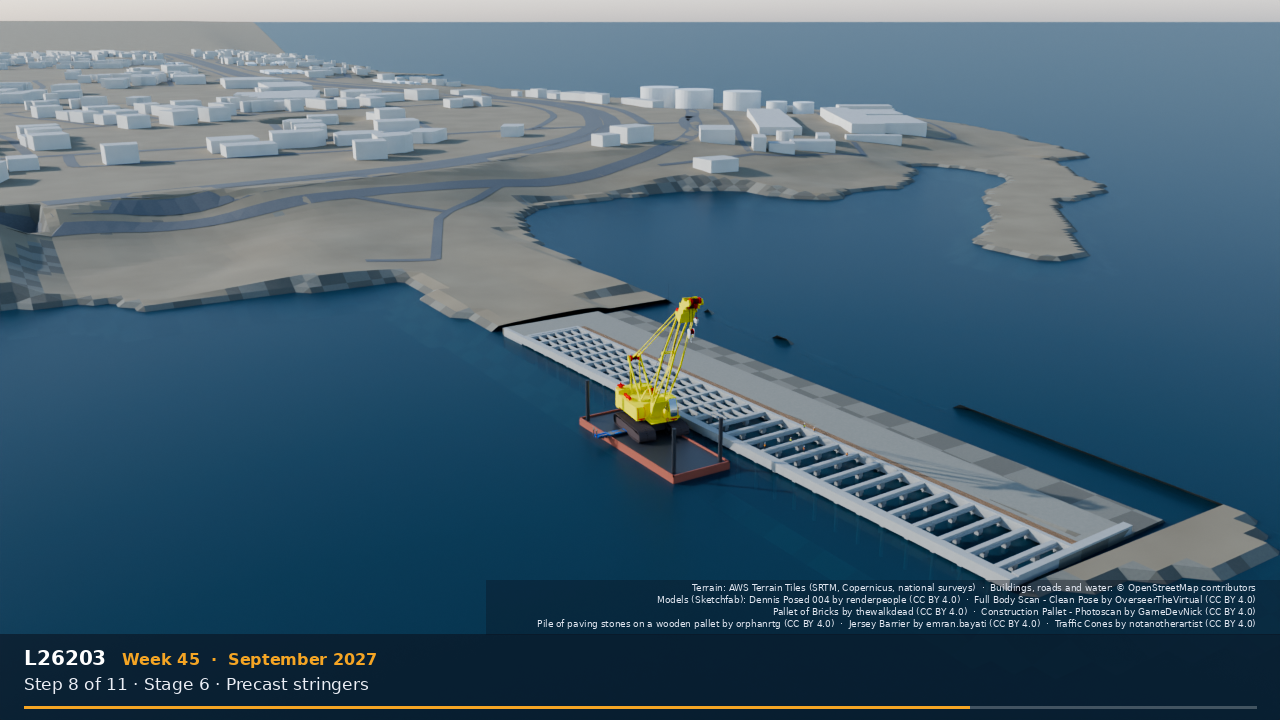 Terrain: AWS Terrain Tiles (SRTM, Copernicus, national surveys) · Buildings, roads and water: © OpenStreetMap contributors
Models (Sketchfab): Dennis Posed 004 by renderpeople (CC BY 4.0) · Full Body Scan - Clean Pose by OverseerTheVirtual (CC BY 4.0)
Pallet of Bricks by thewalkdead (CC BY 4.0) · Construction Pallet - Photoscan by GameDevNick (CC BY 4.0)
Pile of paving stones on a wooden pallet by orphanrtg (CC BY 4.0) · Jersey Barrier by emran.bayati (CC BY 4.0) · Traffic Cones by notanotherartist (CC BY 4.0)
L26203 Week 45 · September 2027
Step 8 of 11 · Stage 6 · Precast stringers